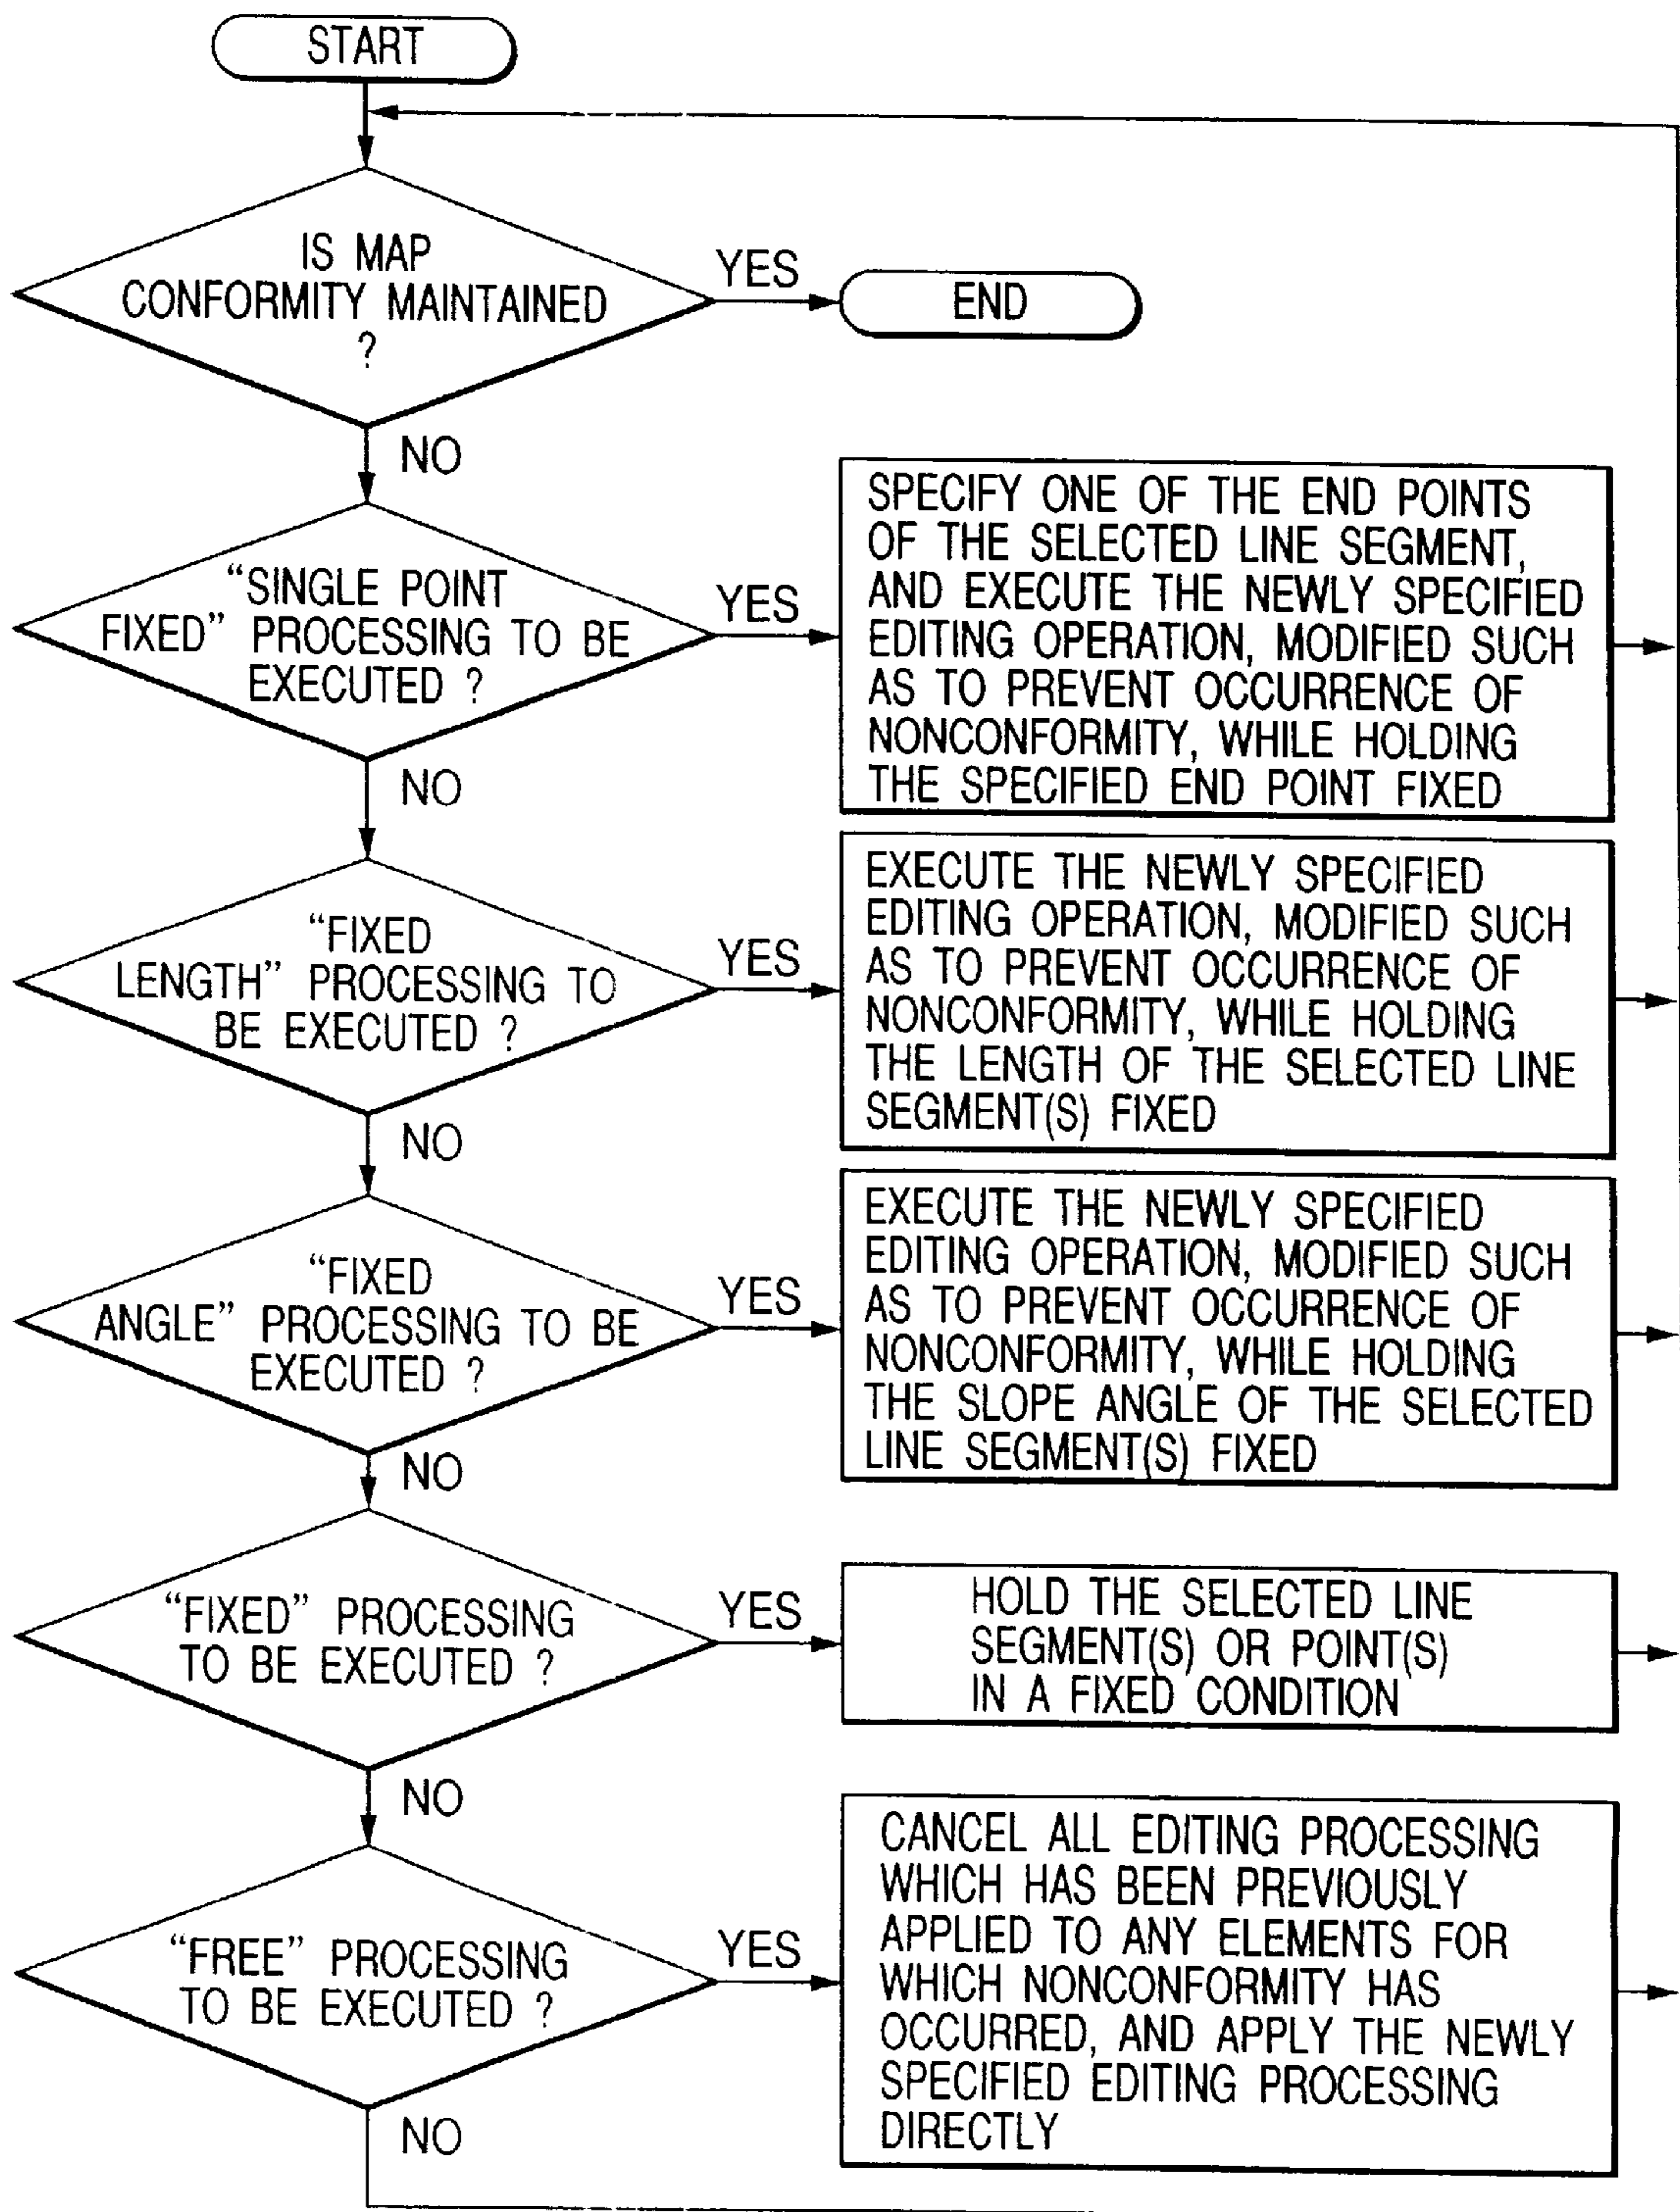 START
IS MAP
CONFORMITY MAINTAINED
?
YES
END
NO
“SINGLE POINT
FIXED” PROCESSING TO BE
EXECUTED ?
YES
SPECIFY ONE OF THE END POINTS
OF THE SELECTED LINE SEGMENT,
AND EXECUTE THE NEWLY SPECIFIED
EDITING OPERATION, MODIFIED SUCH
AS TO PREVENT OCCURRENCE OF
NONCONFORMITY, WHILE HOLDING
THE SPECIFIED END POINT FIXED
NO
“FIXED
LENGTH” PROCESSING TO
BE EXECUTED ?
YES
EXECUTE THE NEWLY SPECIFIED
EDITING OPERATION, MODIFIED SUCH
AS TO PREVENT OCCURRENCE OF
NONCONFORMITY, WHILE HOLDING
THE LENGTH OF THE SELECTED LINE
SEGMENT(S) FIXED
NO
“FIXED
ANGLE” PROCESSING TO BE
EXECUTED ?
YES
EXECUTE THE NEWLY SPECIFIED
EDITING OPERATION, MODIFIED SUCH
AS TO PREVENT OCCURRENCE OF
NONCONFORMITY, WHILE HOLDING
THE SLOPE ANGLE OF THE SELECTED
LINE SEGMENT(S) FIXED
NO
“FIXED” PROCESSING
TO BE EXECUTED ?
YES
HOLD THE SELECTED LINE
SEGMENT(S) OR POINT(S)
IN A FIXED CONDITION
NO
“FREE” PROCESSING
TO BE EXECUTED ?
YES
CANCEL ALL EDITING PROCESSING
WHICH HAS BEEN PREVIOUSLY
APPLIED TO ANY ELEMENTS FOR
WHICH NONCONFORMITY HAS
OCCURRED, AND APPLY THE NEWLY
SPECIFIED EDITING PROCESSING
DIRECTLY
NO